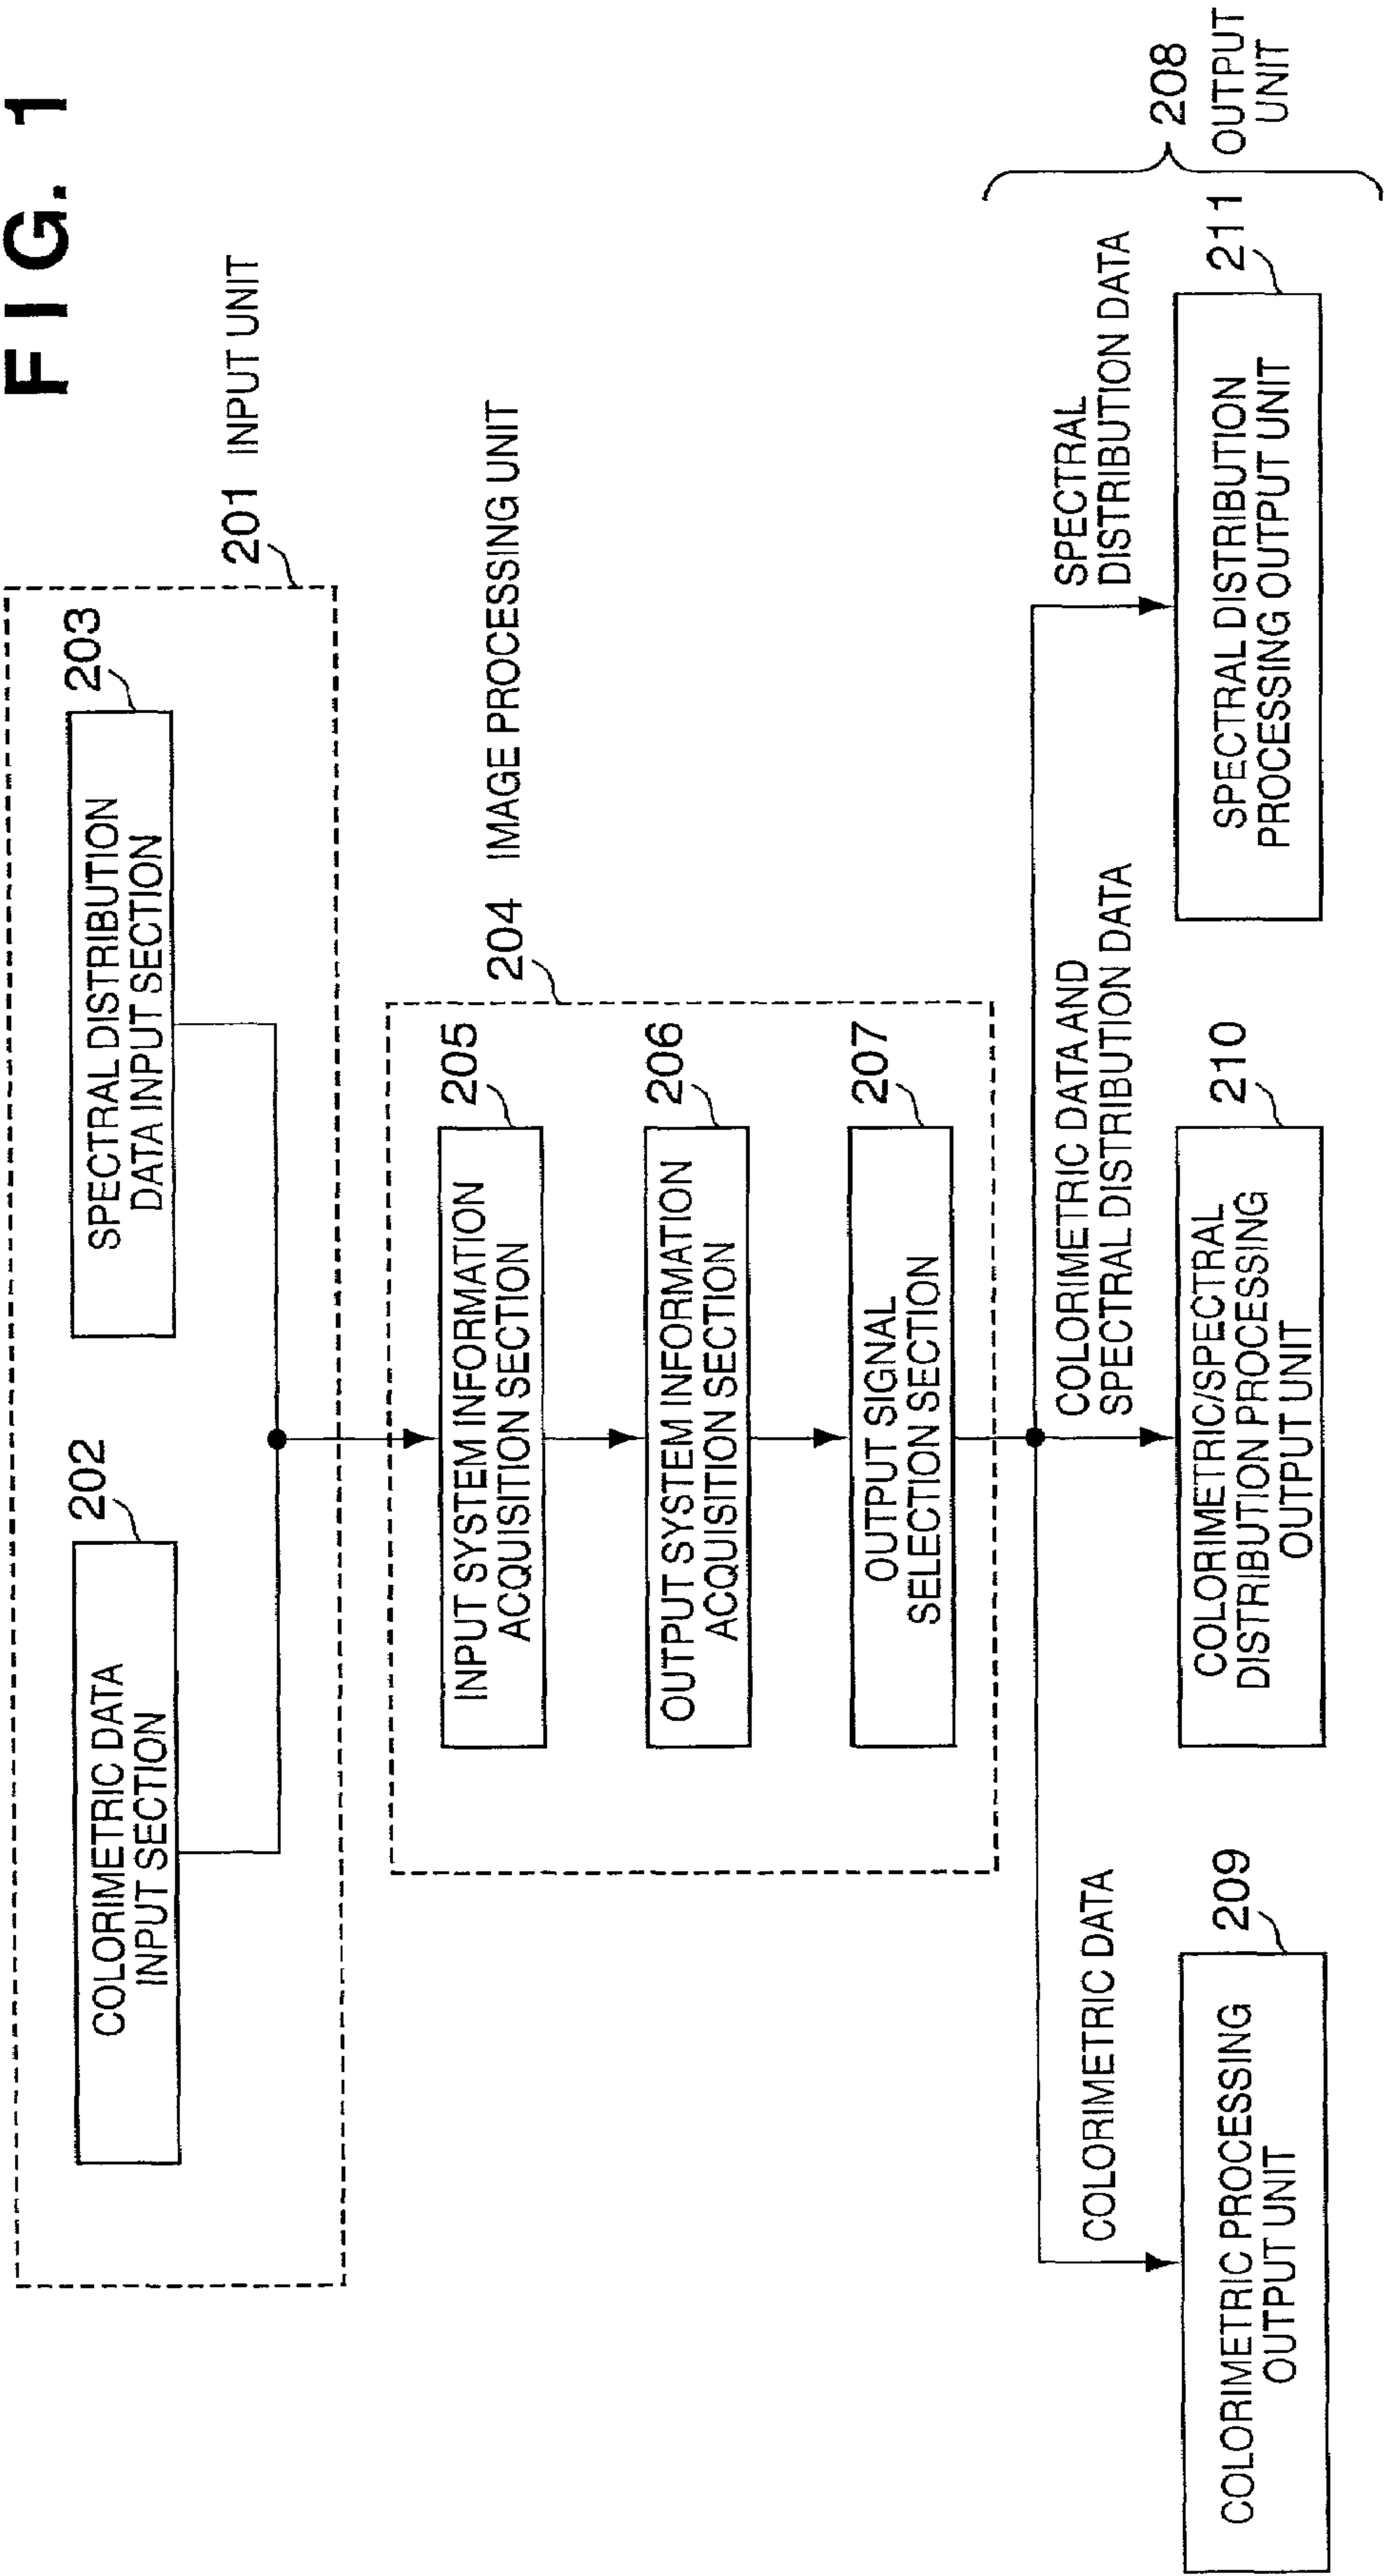 FIG. 1
201 INPUT UNIT
202
COLORIMETRIC DATA
INPUT SECTION
203
SPECTRAL DISTRIBUTION
DATA INPUT SECTION
204 IMAGE PROCESSING UNIT
205
INPUT SYSTEM INFORMATION
ACQUISITION SECTION
206
OUTPUT SYSTEM INFORMATION
ACQUISITION SECTION
207
OUTPUT SIGNAL
SELECTION SECTION
COLORIMETRIC DATA
COLORIMETRIC DATA AND
SPECTRAL DISTRIBUTION DATA
SPECTRAL
DISTRIBUTION DATA
208
OUTPUT
UNIT
209
COLORIMETRIC PROCESSING
OUTPUT UNIT
210
COLORIMETRIC/SPECTRAL
DISTRIBUTION PROCESSING
OUTPUT UNIT
211
SPECTRAL DISTRIBUTION
PROCESSING OUTPUT UNIT